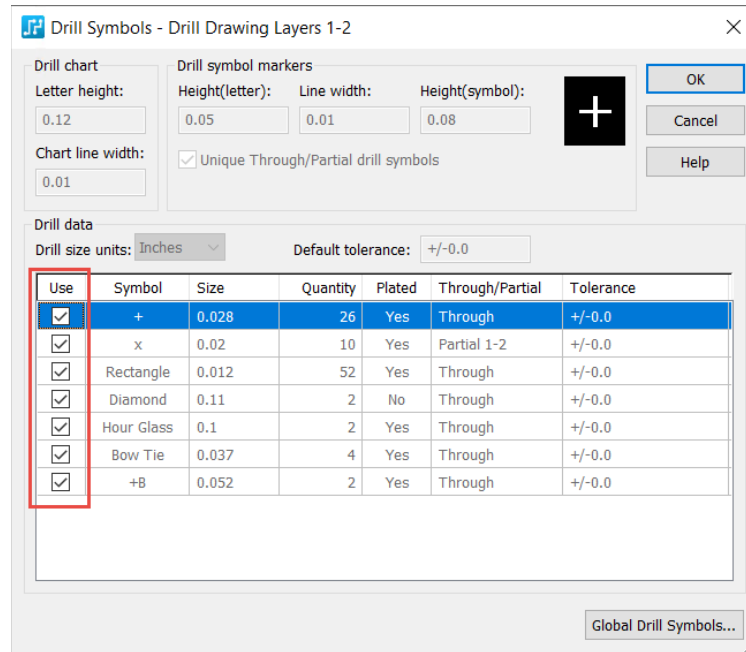 Drill Symbols - Drill Drawing Layers 1-2
Drill chart
Letter height:
0.12
Chart line width:
0.01
Drill symbol markers
Height(letter): Line width: Height(symbol):
0.05 0.01 0.08
Unique Through/Partial drill symbols
OK
Cancel
Help
Drill data
Drill size units: Inches Default tolerance: +/-0.0
Use Symbol Size Quantity Plated Through/Partial Tolerance
+ 0.028 26 Yes Through +/-0.0
x 0.02 10 Yes Partial 1-2 +/-0.0
Rectangle 0.012 52 Yes Through +/-0.0
Diamond 0.11 2 No Through +/-0.0
Hour Glass 0.1 2 Yes Through +/-0.0
Bow Tie 0.037 4 Yes Through +/-0.0
+B 0.052 2 Yes Through +/-0.0
Global Drill Symbols...